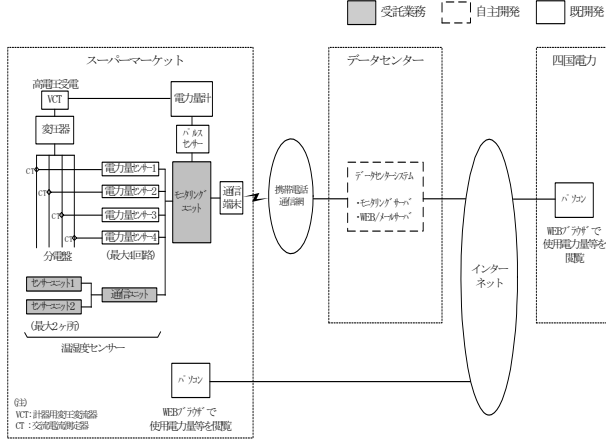 受託業務
自主開発
既開発
スーパーマーケット
データセンター
四国電力
高電圧受電
VCT
電力量計
変圧器
パルス
センサー
CT
電力量センサー1
CT
電力量センサー2
CT
電力量センサー3
CT
電力量センサー4
モニタリング
ユニット
通信
端末
携帯電話
通信網
データセンターシステム
・モニタリングサーバ
・WEB/メールサーバ
パソコン
WEBブラウザで
使用電力量等を
閲覧
分電盤
(最大4回路)
インター
ネット
センサーユニット1
センサーユニット2
通信ユニット
(最大2ヶ所)
温湿度センサー
パソコン
WEBブラウザで
使用電力量等を閲覧
(注)
VCT:計器用変圧変流器
CT:交流電流測定器